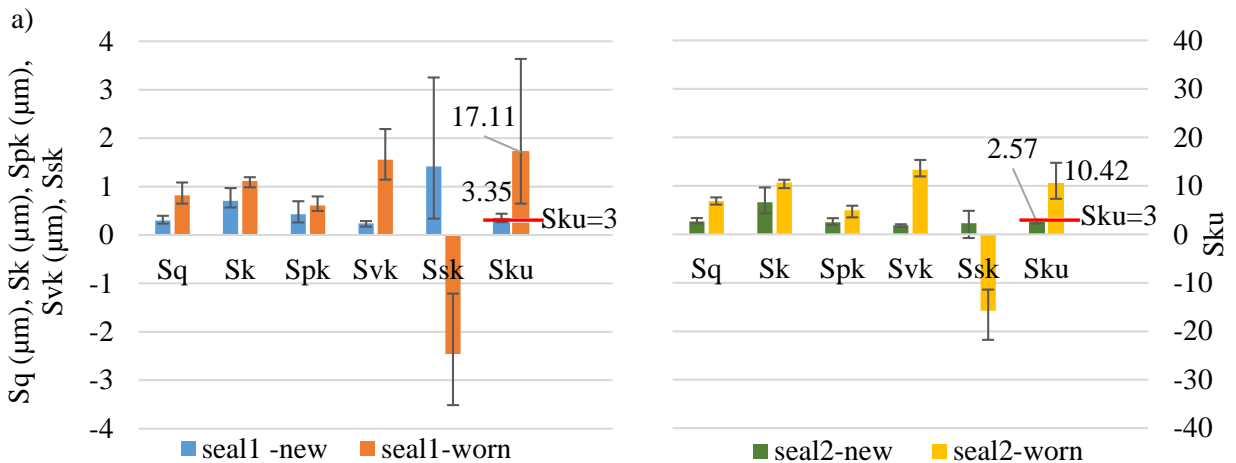 a)
Sq (µm), Sk (µm), Spk (µm),
Svk (µm), Ssk
4
3
2
1
0
-1
-2
-3
-4
17.11
3.35
Sku=3
Sq Sk Spk Svk Ssk Sku
seal1 -new seal1-worn
2.57
10.42
Sku=3
Sq Sk Spk Svk Ssk Sku
seal2-new seal2-worn
40
30
20
10
0
-10
-20
-30
-40
Sku